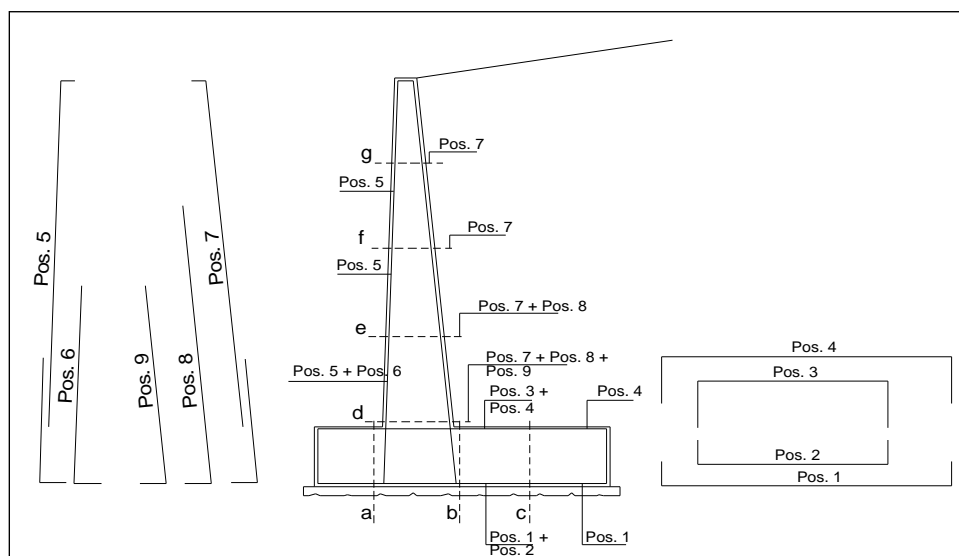 Pos. 7
g
Pos. 5
Pos. 7
f
Pos. 5
Pos. 7 + Pos. 8
e
Pos. 7 + Pos. 8 +
Pos. 9
Pos. 5 + Pos. 6
Pos. 3 +
Pos. 4
Pos. 4
d
a
b
c
Pos. 1 +
Pos. 2
Pos. 1
Pos. 5
Pos. 6
Pos. 9
Pos. 8
Pos. 7
Pos. 4
Pos. 3
Pos. 2
Pos. 1